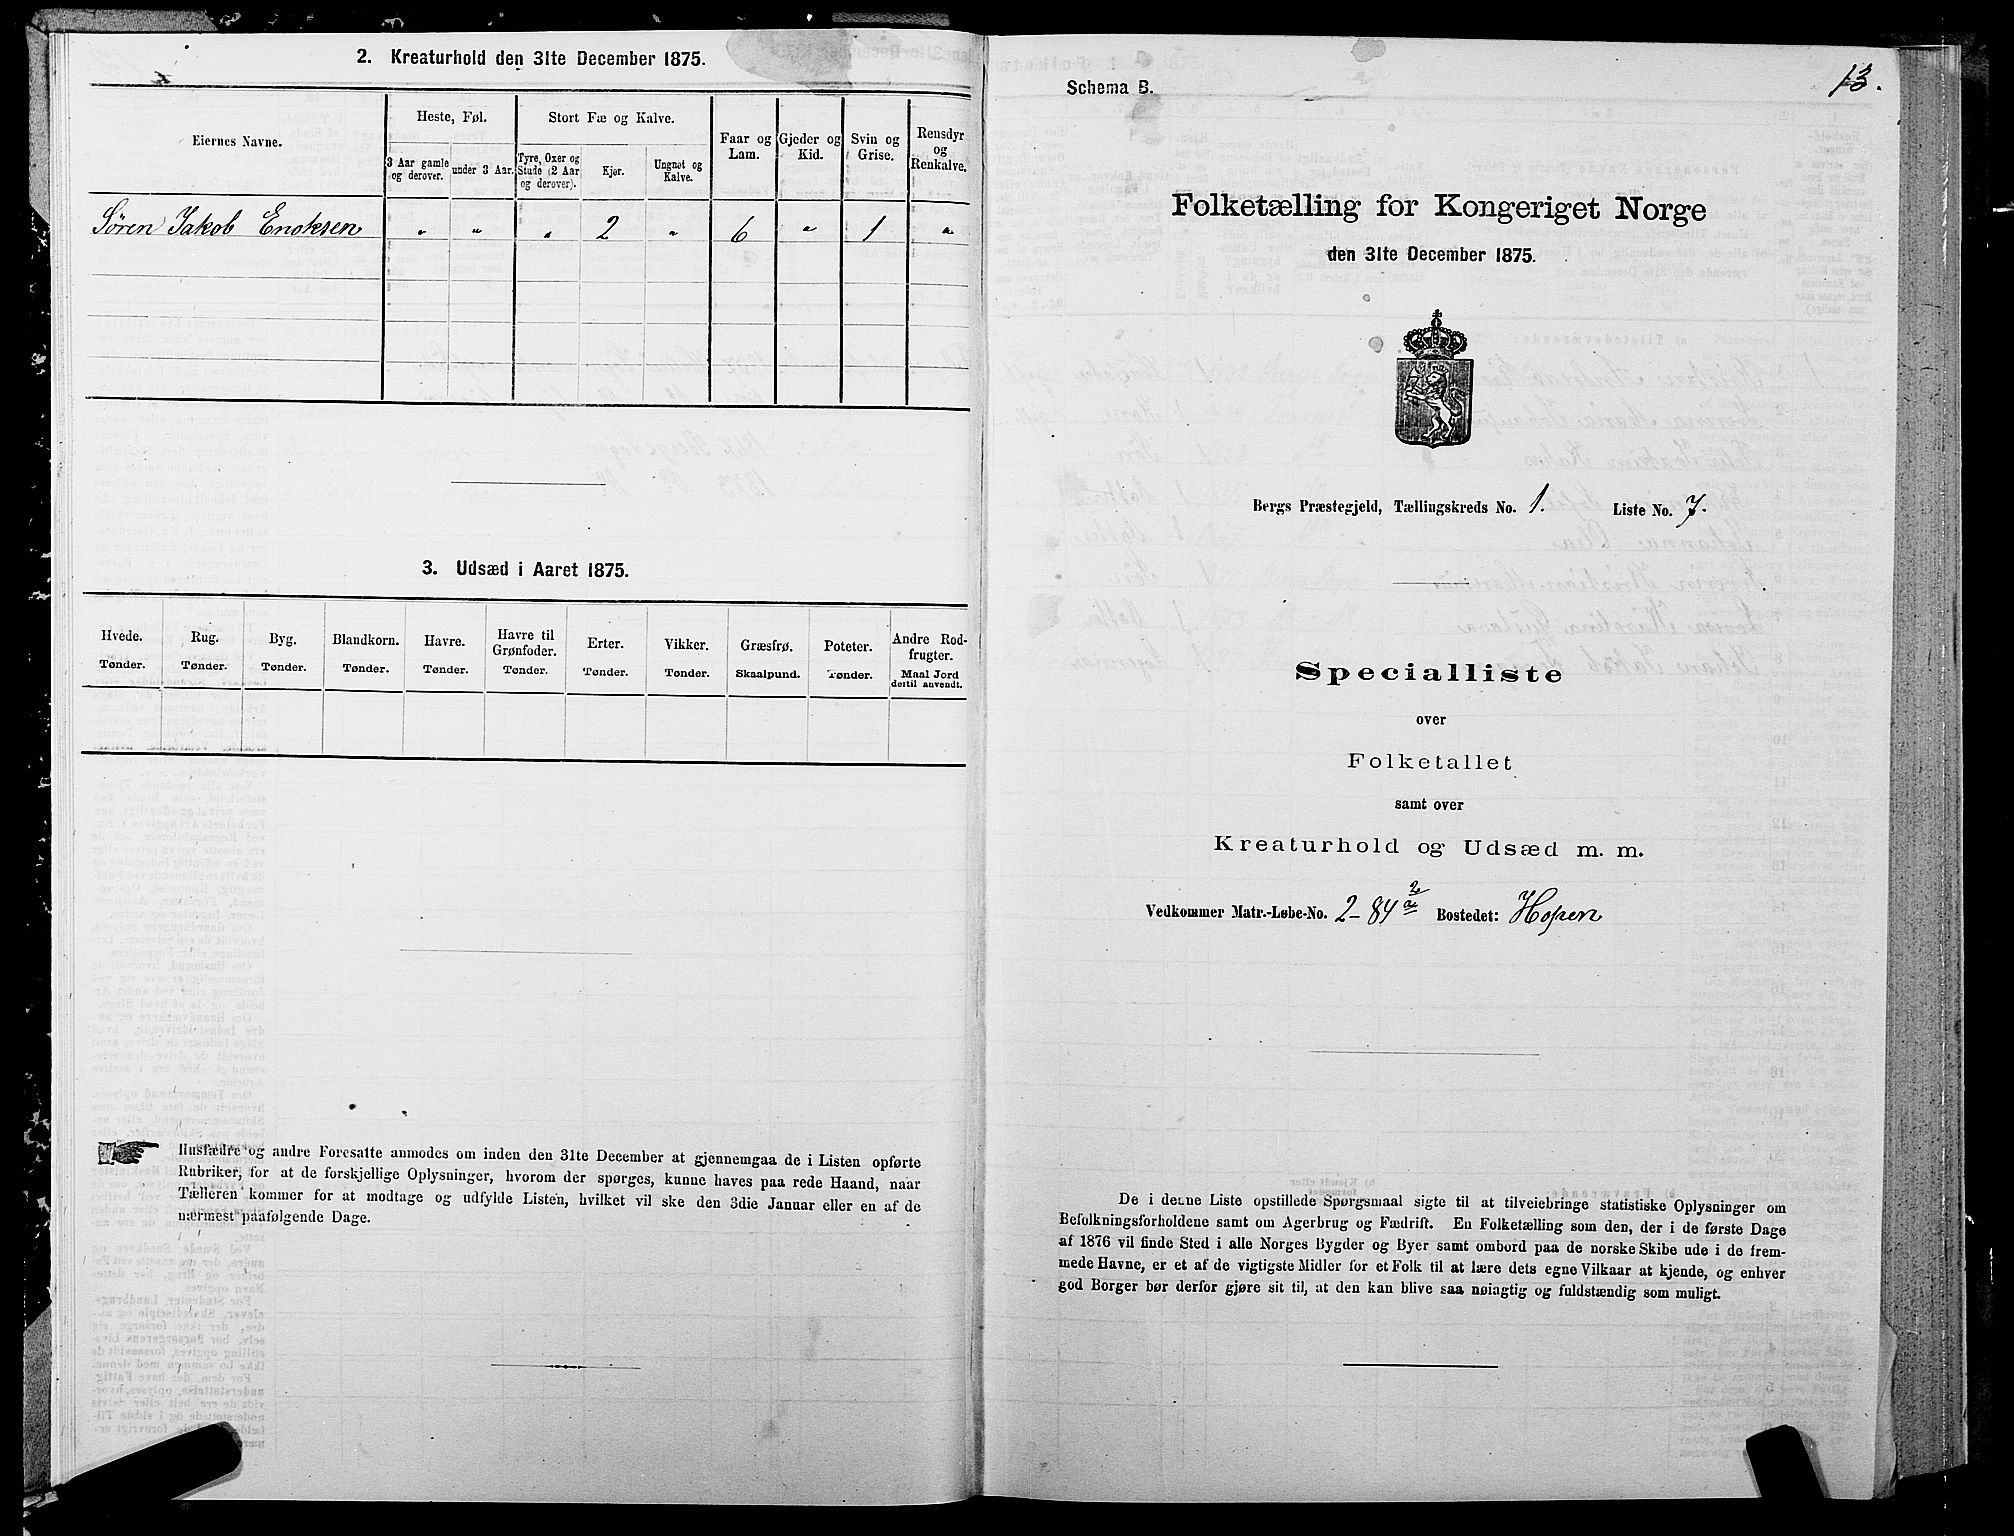 2. Kreaturhold den 31te December 1875.
Eiernes Navne.
Heste, Føl.
Stort Fæ og Kalve.
Faar og Lam.
Gjeder og Kid.
Svin og Grise.
Rensdyr og Renkalve.
3 Aar gamle og derover.
under 3 Aar.
Tyre, Oxer og Stude (2 Aar og derover).
Kjør.
Ungnøt og Kalve.
Søren Jakob Enoksen " " " 2 " 6 " 1 "
3. Udsæd i Aaret 1875.
Hvede. Rug. Byg. Blandkorn. Havre. Havre til Grønfoder. Erter. Vikker. Græsfrø. Poteter. Andre Rodfrugter.
Tønder. Tønder. Tønder. Tønder. Tønder. Tønder. Tønder. Tønder. Skaalpund. Tønder. Maal Jord dertil anvendt.
Husfædre og andre Foresatte anmodes om inden den 31te December at gjennemgaa de i Listen opførte
Rubriker, for at de forskjellige Oplysninger, hvorom der spørges, kunne haves paa rede Haand, naar
Tælleren kommer for at modtage og udfylde Listen, hvilket vil ske den 3die Januar eller en af de
nærmest paafølgende Dage.
Schema B.
13.
Folketælling for Kongeriget Norge
den 31te December 1875.
Bergs Præstegjeld, Tællingskreds No. 1. Liste No. 7.
Specialliste
over
Folketallet
samt over
Kreaturhold og Udsæd m. m.
Vedkommer Matr.-Løbe-No. 2-84 2/a Bostedet: Hopen
De i denne Liste opstillede Spørgsmaal sigte til at tilveiebringe statistiske Oplysninger om
Befolkningsforholdene samt om Agerbrug og Fædrift. En Folketælling som den, der i de første Dage
af 1876 vil finde Sted i alle Norges Bygder og Byer samt ombord paa de norske Skibe ude i de frem-
mede Havne, er et af de vigtigste Midler for et Folk til at lære dets egne Vilkaar at kjende, og enhver
god Borger bør derfor gjøre sit til, at den kan blive saa nøiagtig og fuldstændig som muligt.